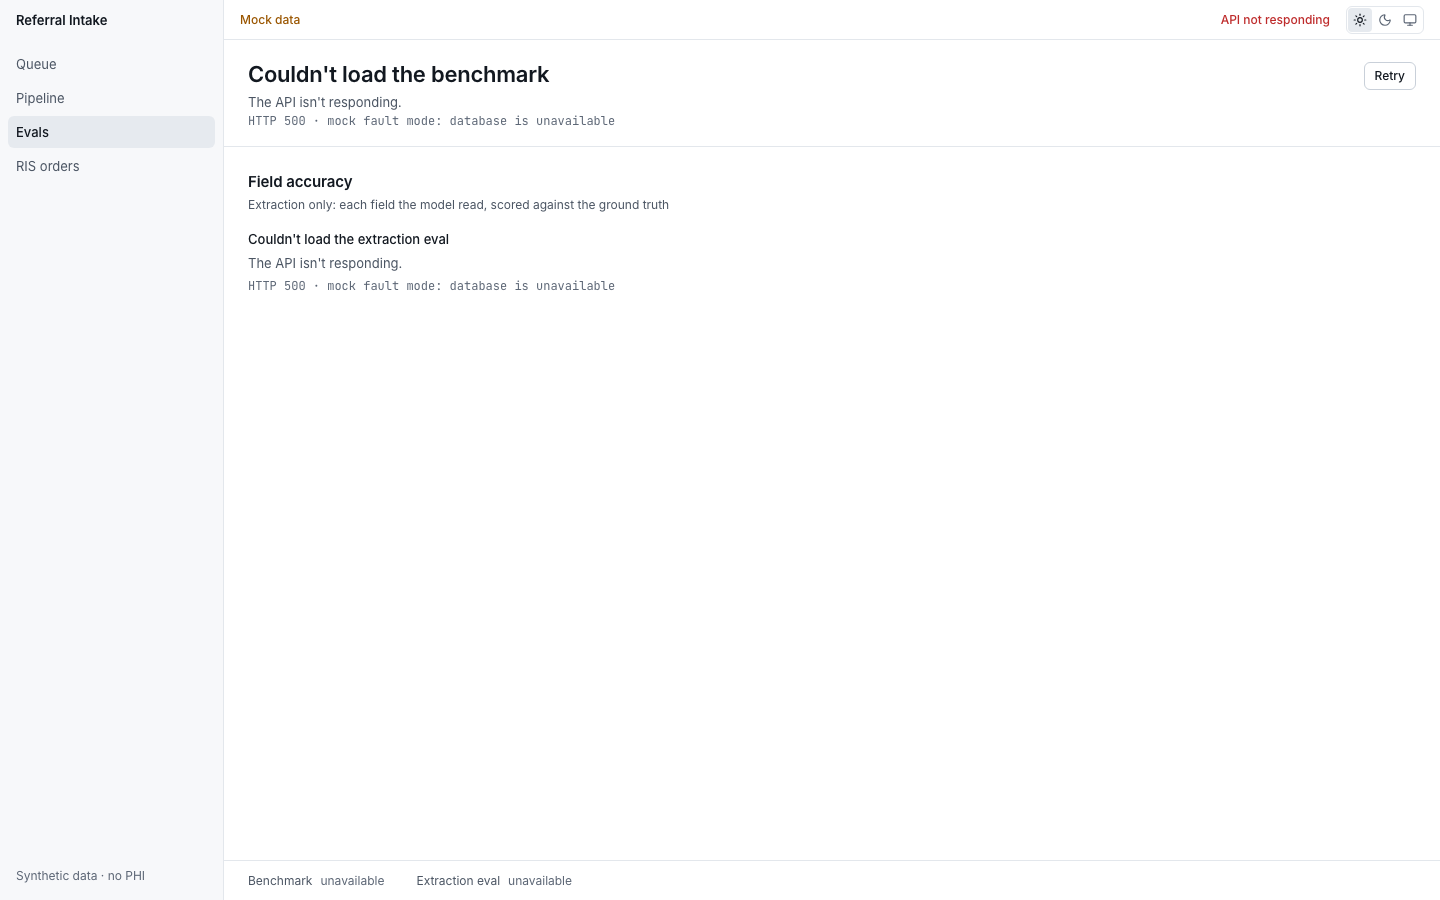 Referral Intake
Queue
Pipeline
Evals
RIS orders
Synthetic data · no PHI
Mock data
API not responding
Couldn't load the benchmark
Retry
The API isn't responding.
HTTP 500 · mock fault mode: database is unavailable
Field accuracy
Extraction only: each field the model read, scored against the ground truth
Couldn't load the extraction eval
The API isn't responding.
HTTP 500 · mock fault mode: database is unavailable
Benchmark unavailable Extraction eval unavailable